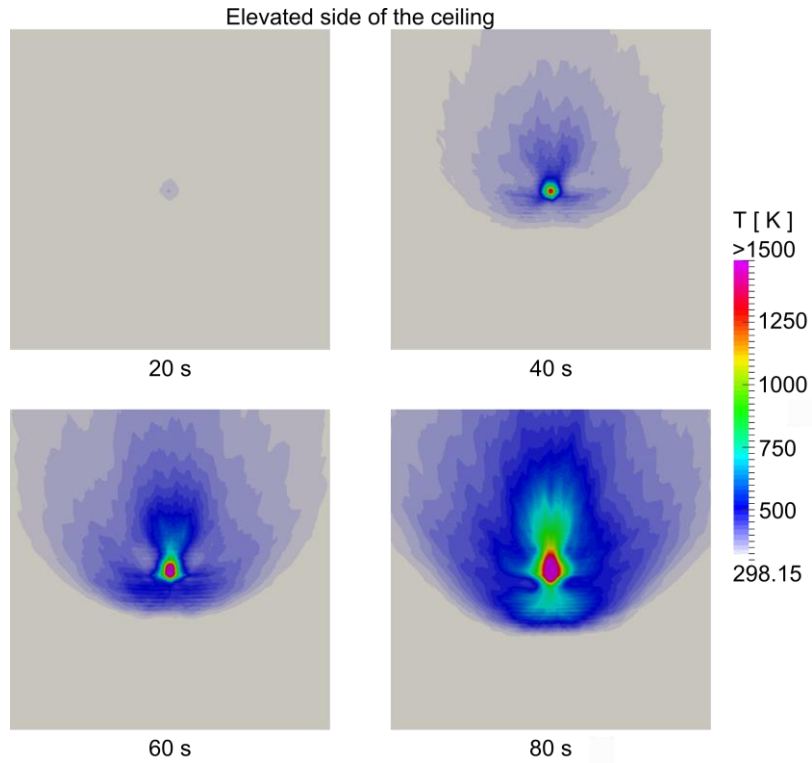 Elevated side of the ceiling
20 s
40 s
T [ K ]
>1500
1250
1000
750
500
298.15
60 s
80 s